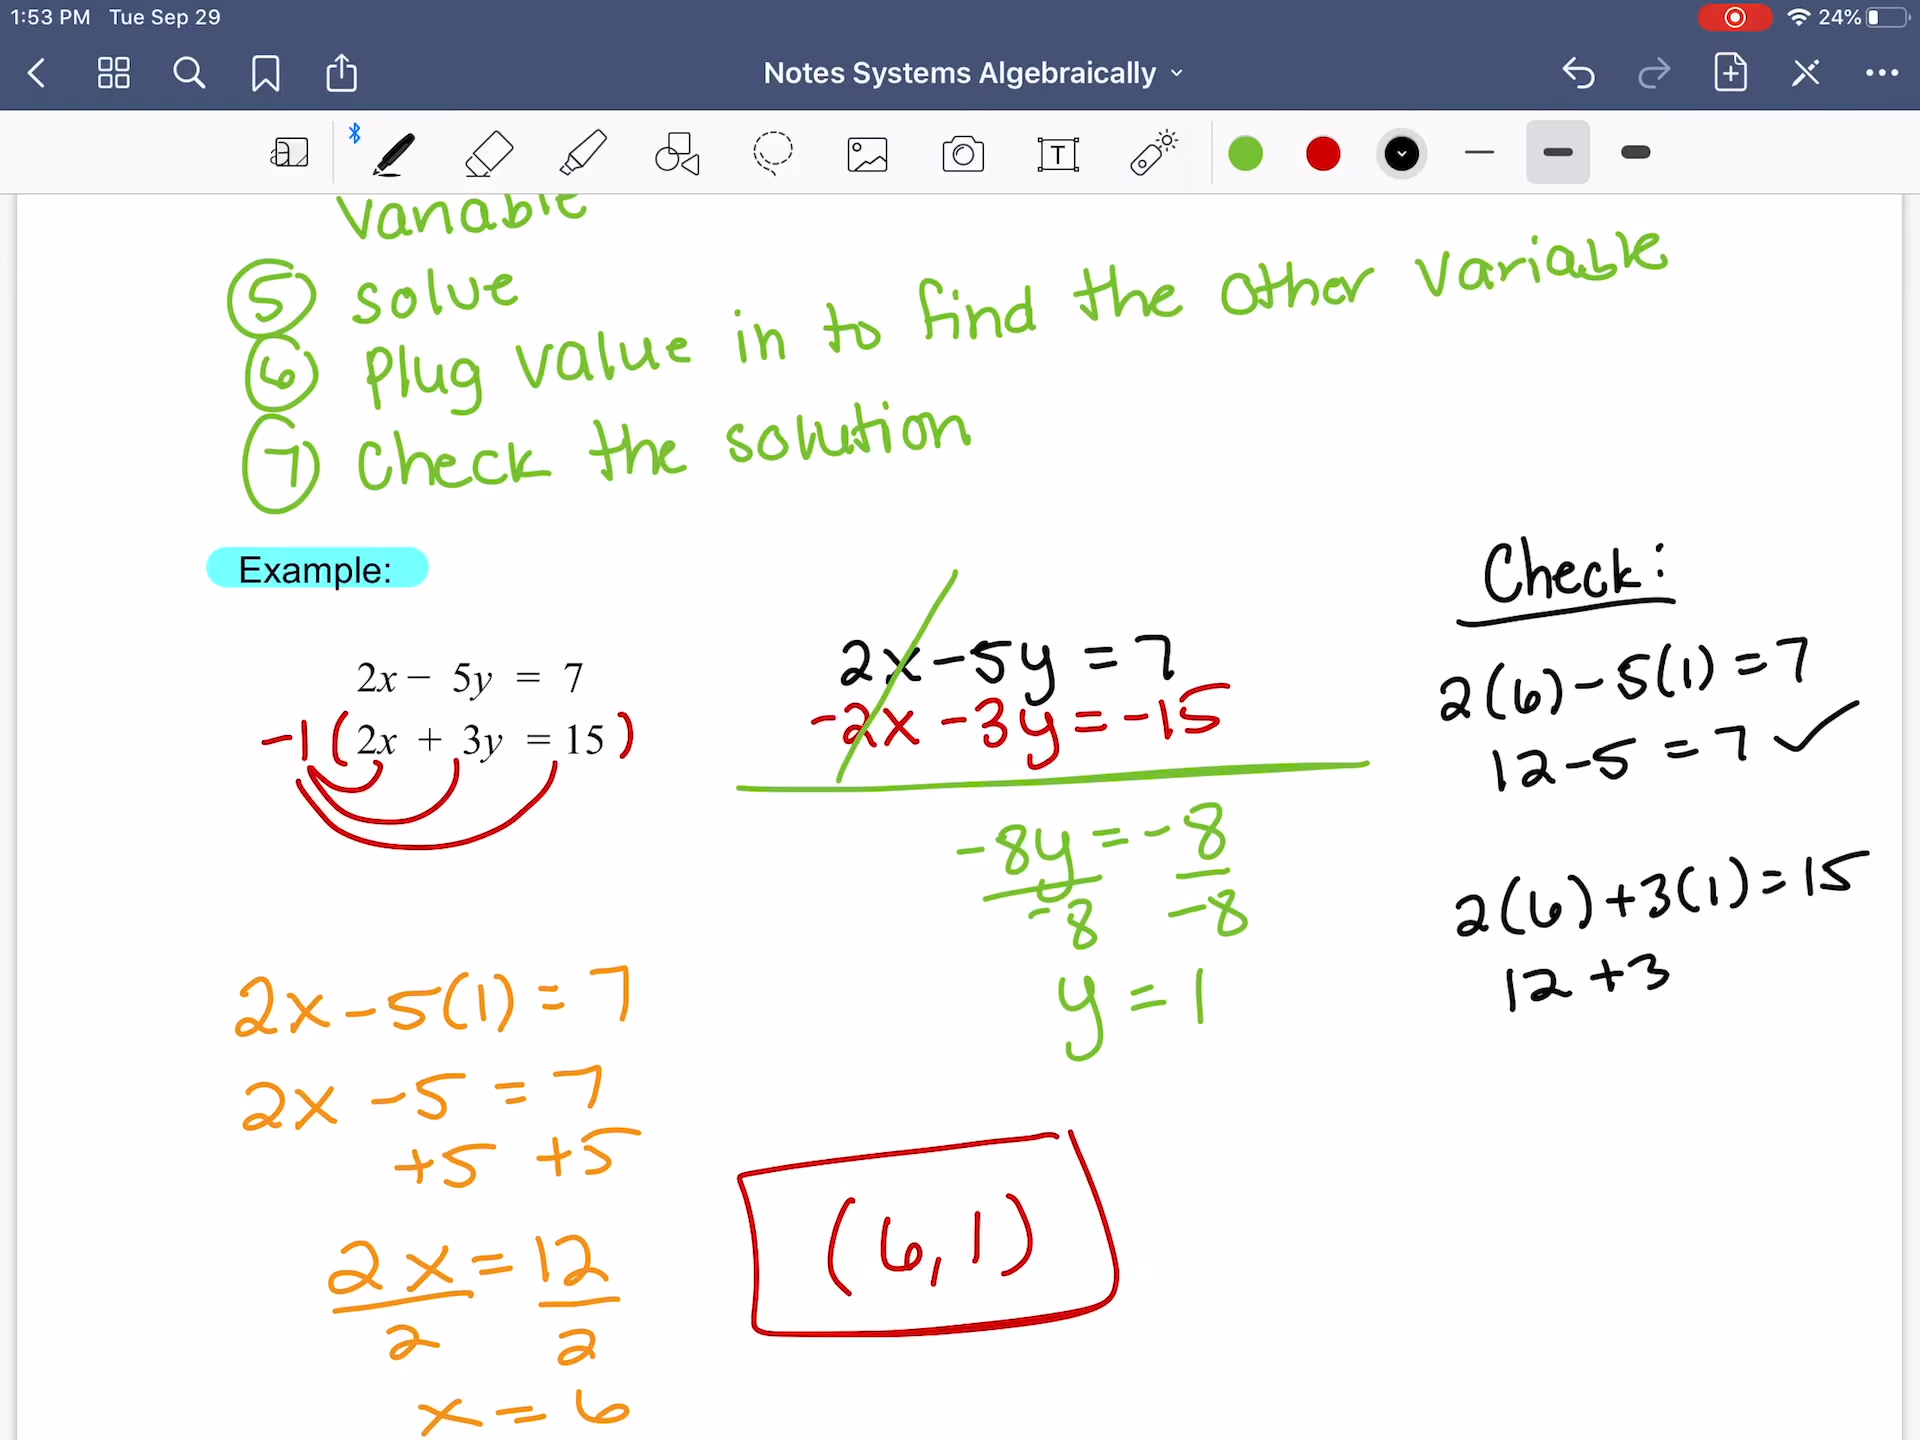 1:53 PM Tue Sep 29
24%
Notes Systems Algebraically
variable
⑤ solve
⑥ Plug value in to find the other variable
⑦ Check the solution
Example:
2x − 5y = 7
-1(2x + 3y = 15)
2x - 5y = 7
-2x - 3y = -15
-8y = -8
-8 -8
y = 1
2x - 5(1) = 7
2x - 5 = 7
+5 +5
2x = 12
2 2
x = 6
(6, 1)
Check:
2(6) - 5(1) = 7
12 - 5 = 7 ✓
2(6) + 3(1) = 15
12 + 3